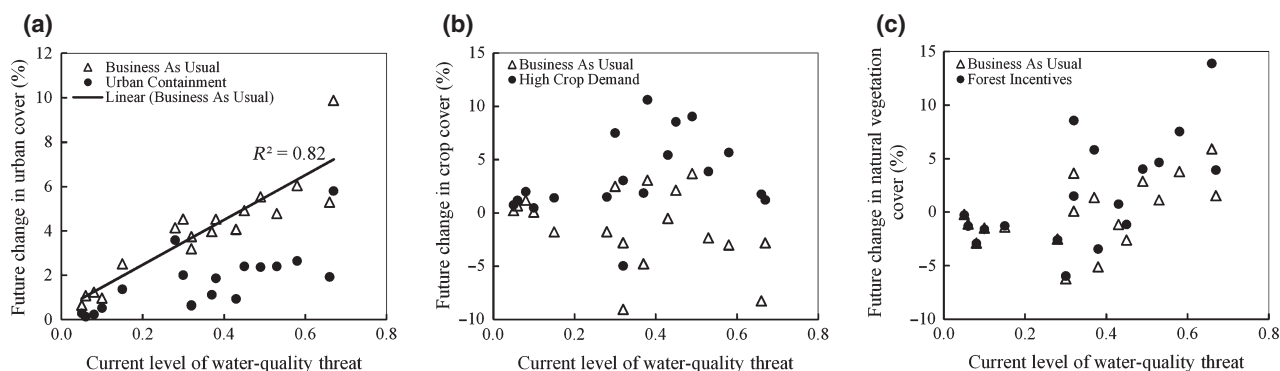 (a)
Future change in urban cover (%)
12
10
8
6
4
2
0
Business As Usual
Urban Containment
Linear (Business As Usual)
R² = 0.82
0.0 0.2 0.4 0.6 0.8
Current level of water-quality threat
(b)
Future change in crop cover (%)
15
10
5
0
−5
−10
Business As Usual
High Crop Demand
0.0 0.2 0.4 0.6 0.8
Current level of water-quality threat
(c)
Future change in natural vegetation
cover (%)
15
10
5
0
−5
−10
Business As Usual
Forest Incentives
0.0 0.2 0.4 0.6 0.8
Current level of water-quality threat